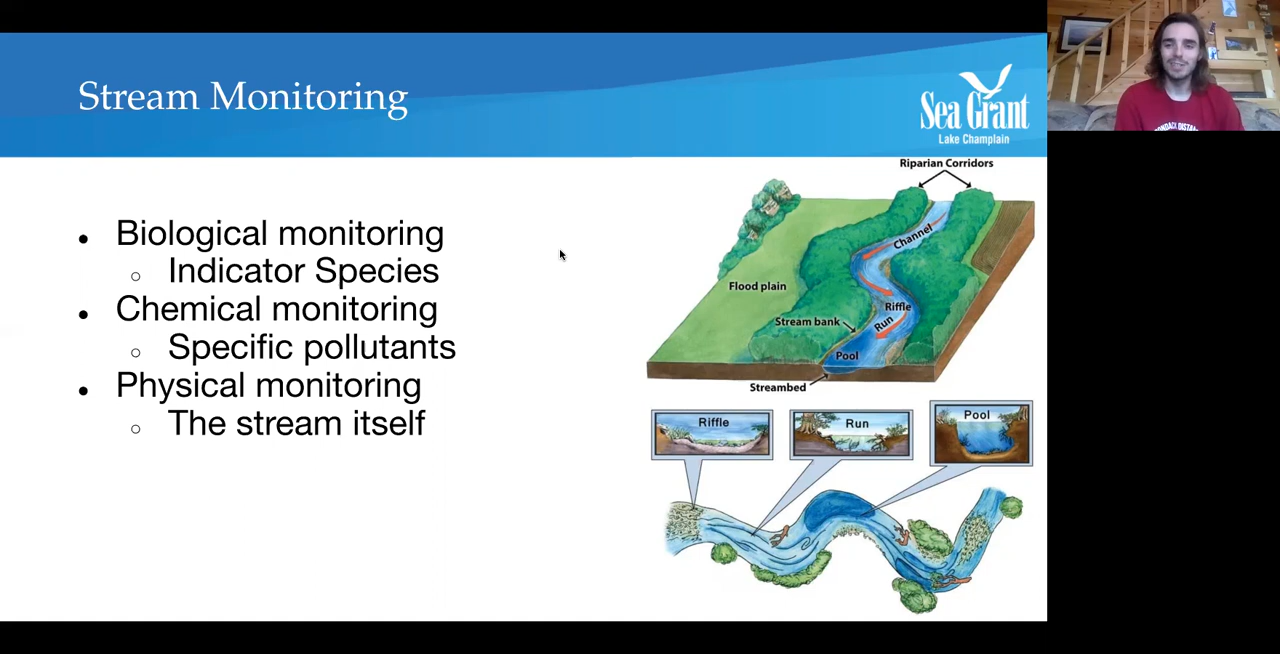 Stream Monitoring
Sea Grant
Lake Champlain
Biological monitoring
Indicator Species
Chemical monitoring
Specific pollutants
Physical monitoring
The stream itself
Riparian Corridors
Channel
Flood plain
Riffle
Stream bank
Run
Pool
Streambed
Riffle
Run
Pool